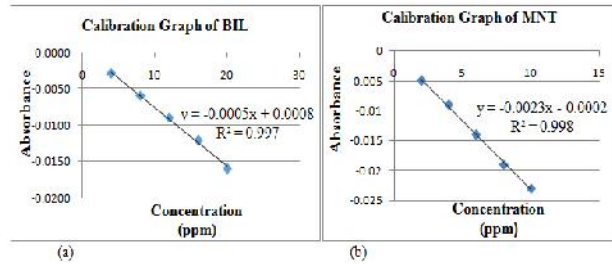 Calibration Graph of BIL
0.0000
0 10 20 30
-0.0050
-0.0100
-0.0150
-0.0200
Absorbance
y = -0.0005x + 0.0008
R² = 0.997
Concentration
(ppm)
(a)
Calibration Graph of MNT
0
0 5 10 15
-0.005
-0.01
-0.015
-0.02
-0.025
Absorbance
y = -0.0023x - 0.0002
R² = 0.998
Concentration
(ppm)
(b)